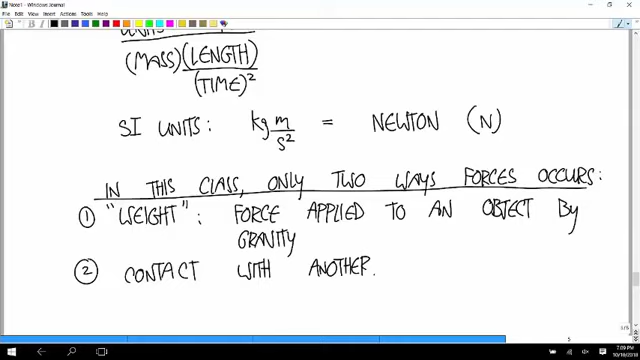 Note1 - Windows Journal
File Edit View Insert Actions Tools Help
(MASS) (LENGTH)
(TIME)²
SI UNITS: kg m/s² = NEWTON (N)
IN THIS CLASS, ONLY TWO WAYS FORCES OCCURS:
① "WEIGHT": FORCE APPLIED TO AN OBJECT BY
GRAVITY
② CONTACT WITH ANOTHER.
5
7:09 PM